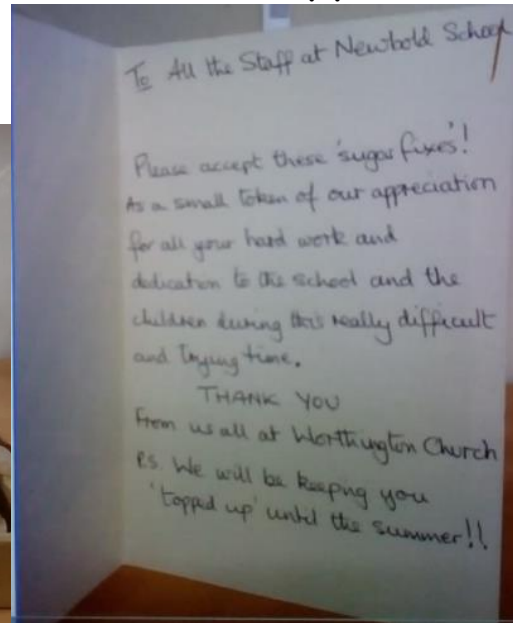 To All the Staff at Newbold School
Please accept these 'sugar fixes'!
As a small token of our appreciation
for all your hard work and
dedication to the school and the
children during this really difficult
and trying time.
THANK YOU
From us all at Worthington Church
P.S. We will be keeping you
'topped up' until the summer!!